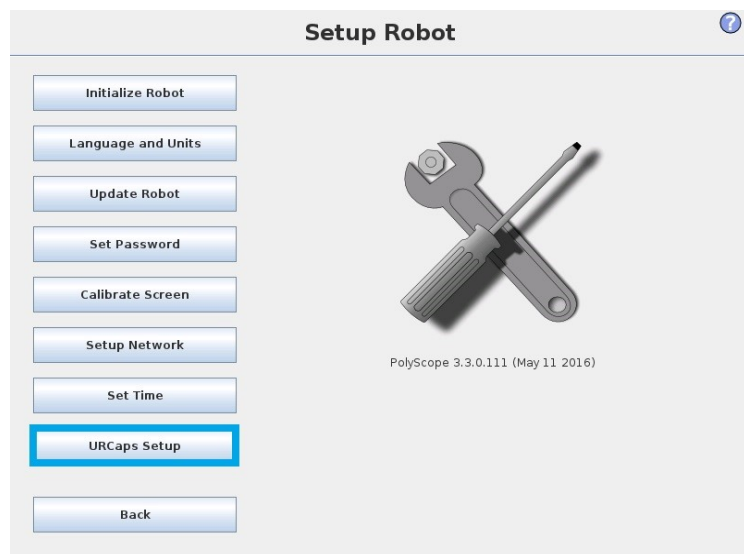 Setup Robot
?
Initialize Robot
Language and Units
Update Robot
Set Password
Calibrate Screen
Setup Network
Set Time
URCaps Setup
Back
PolyScope 3.3.0.111 (May 11 2016)